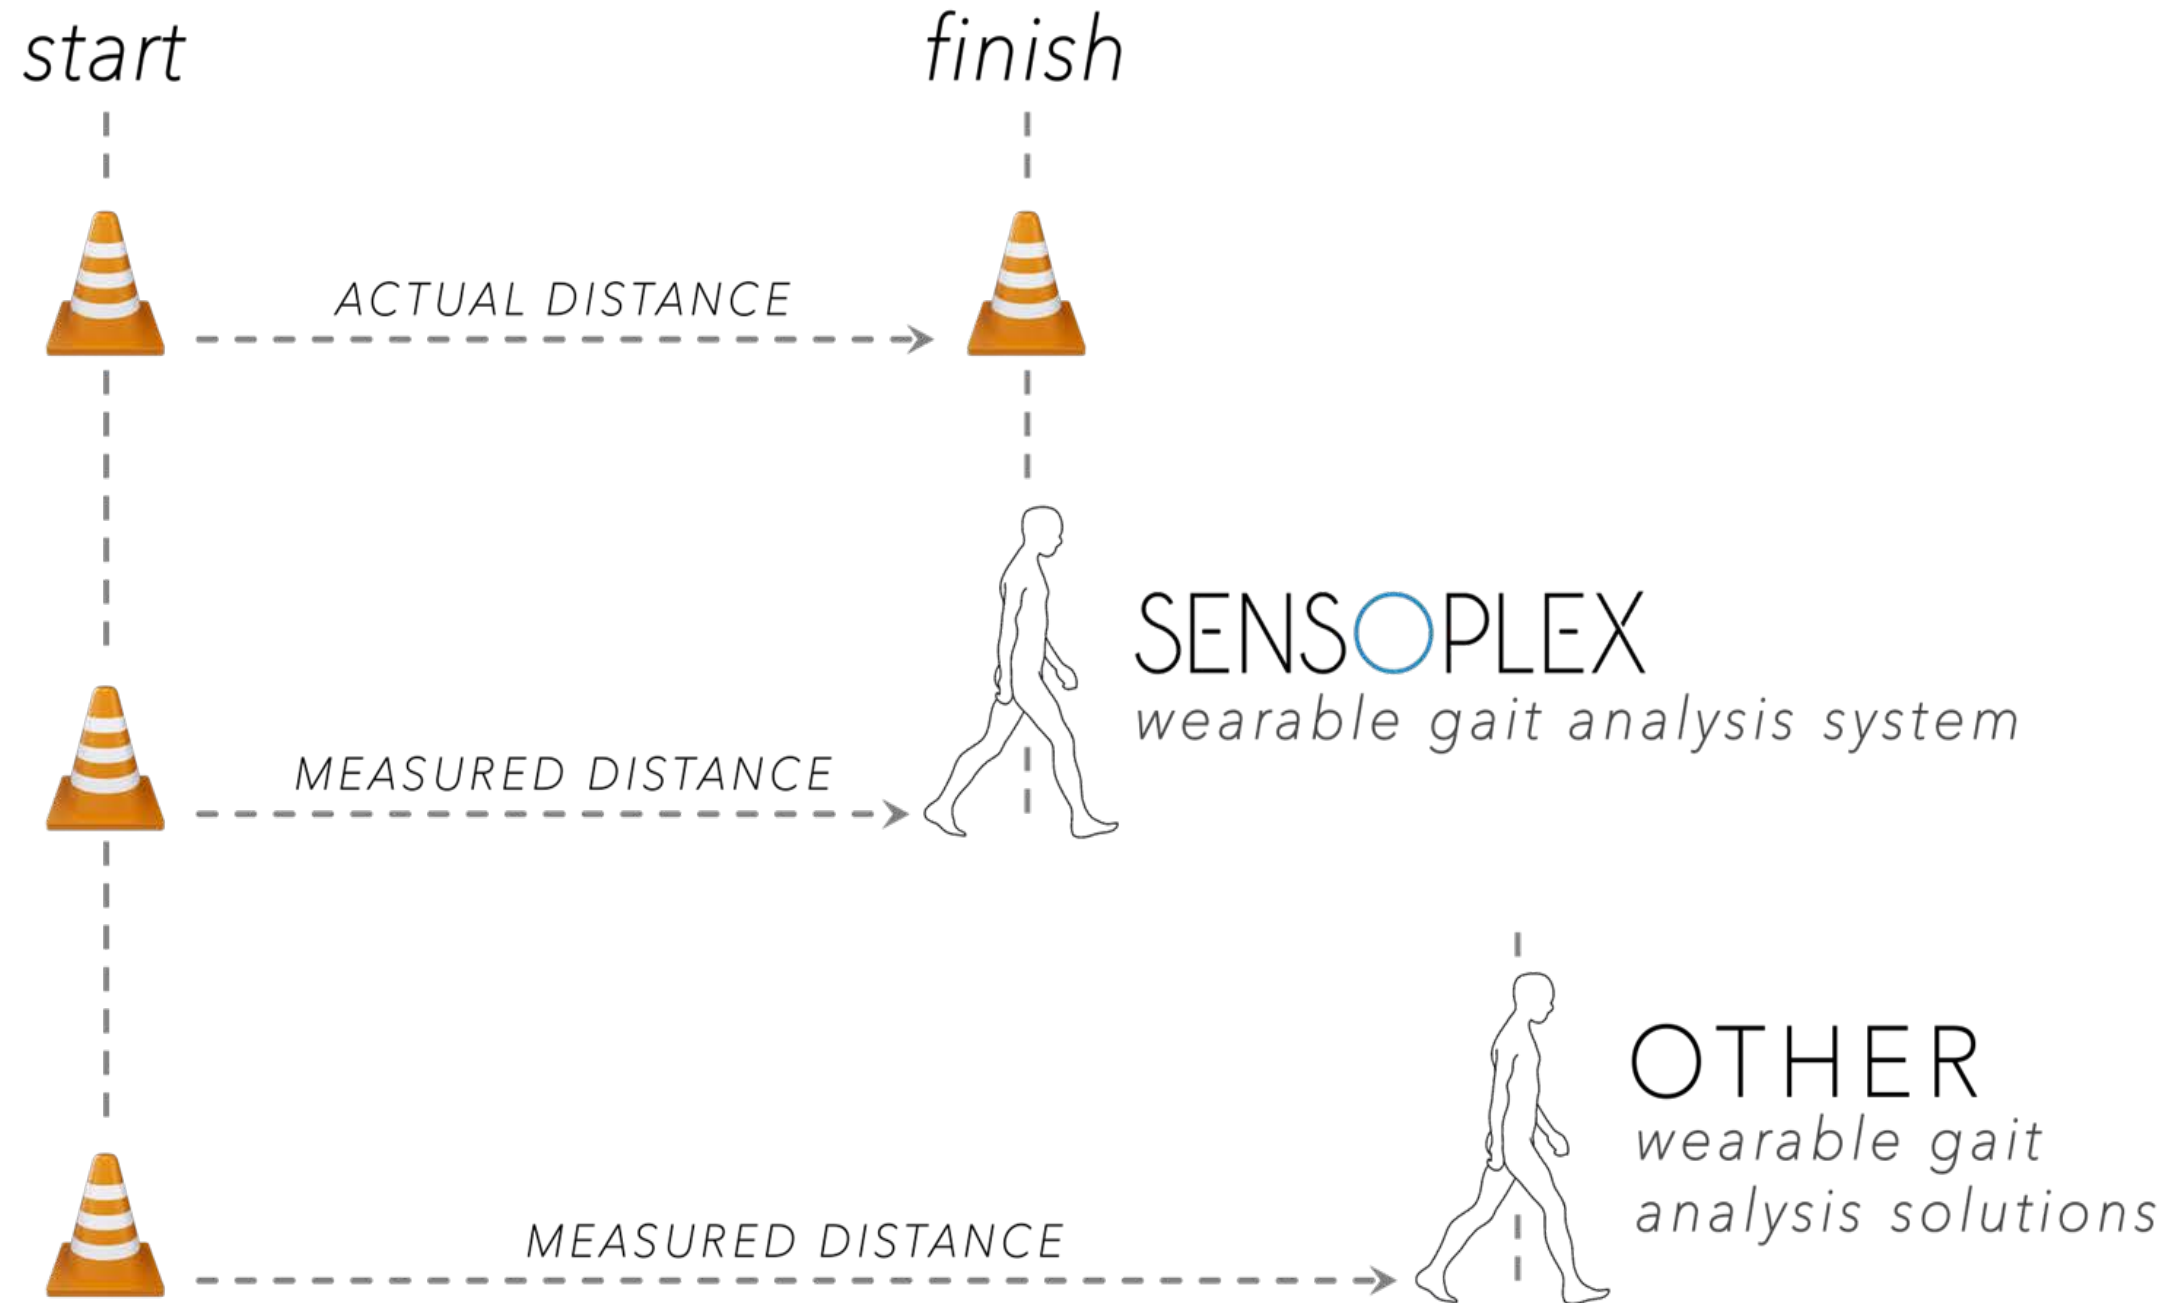 start
finish
ACTUAL DISTANCE
SENSOPLEX
wearable gait analysis system
MEASURED DISTANCE
OTHER
wearable gait
analysis solutions
MEASURED DISTANCE